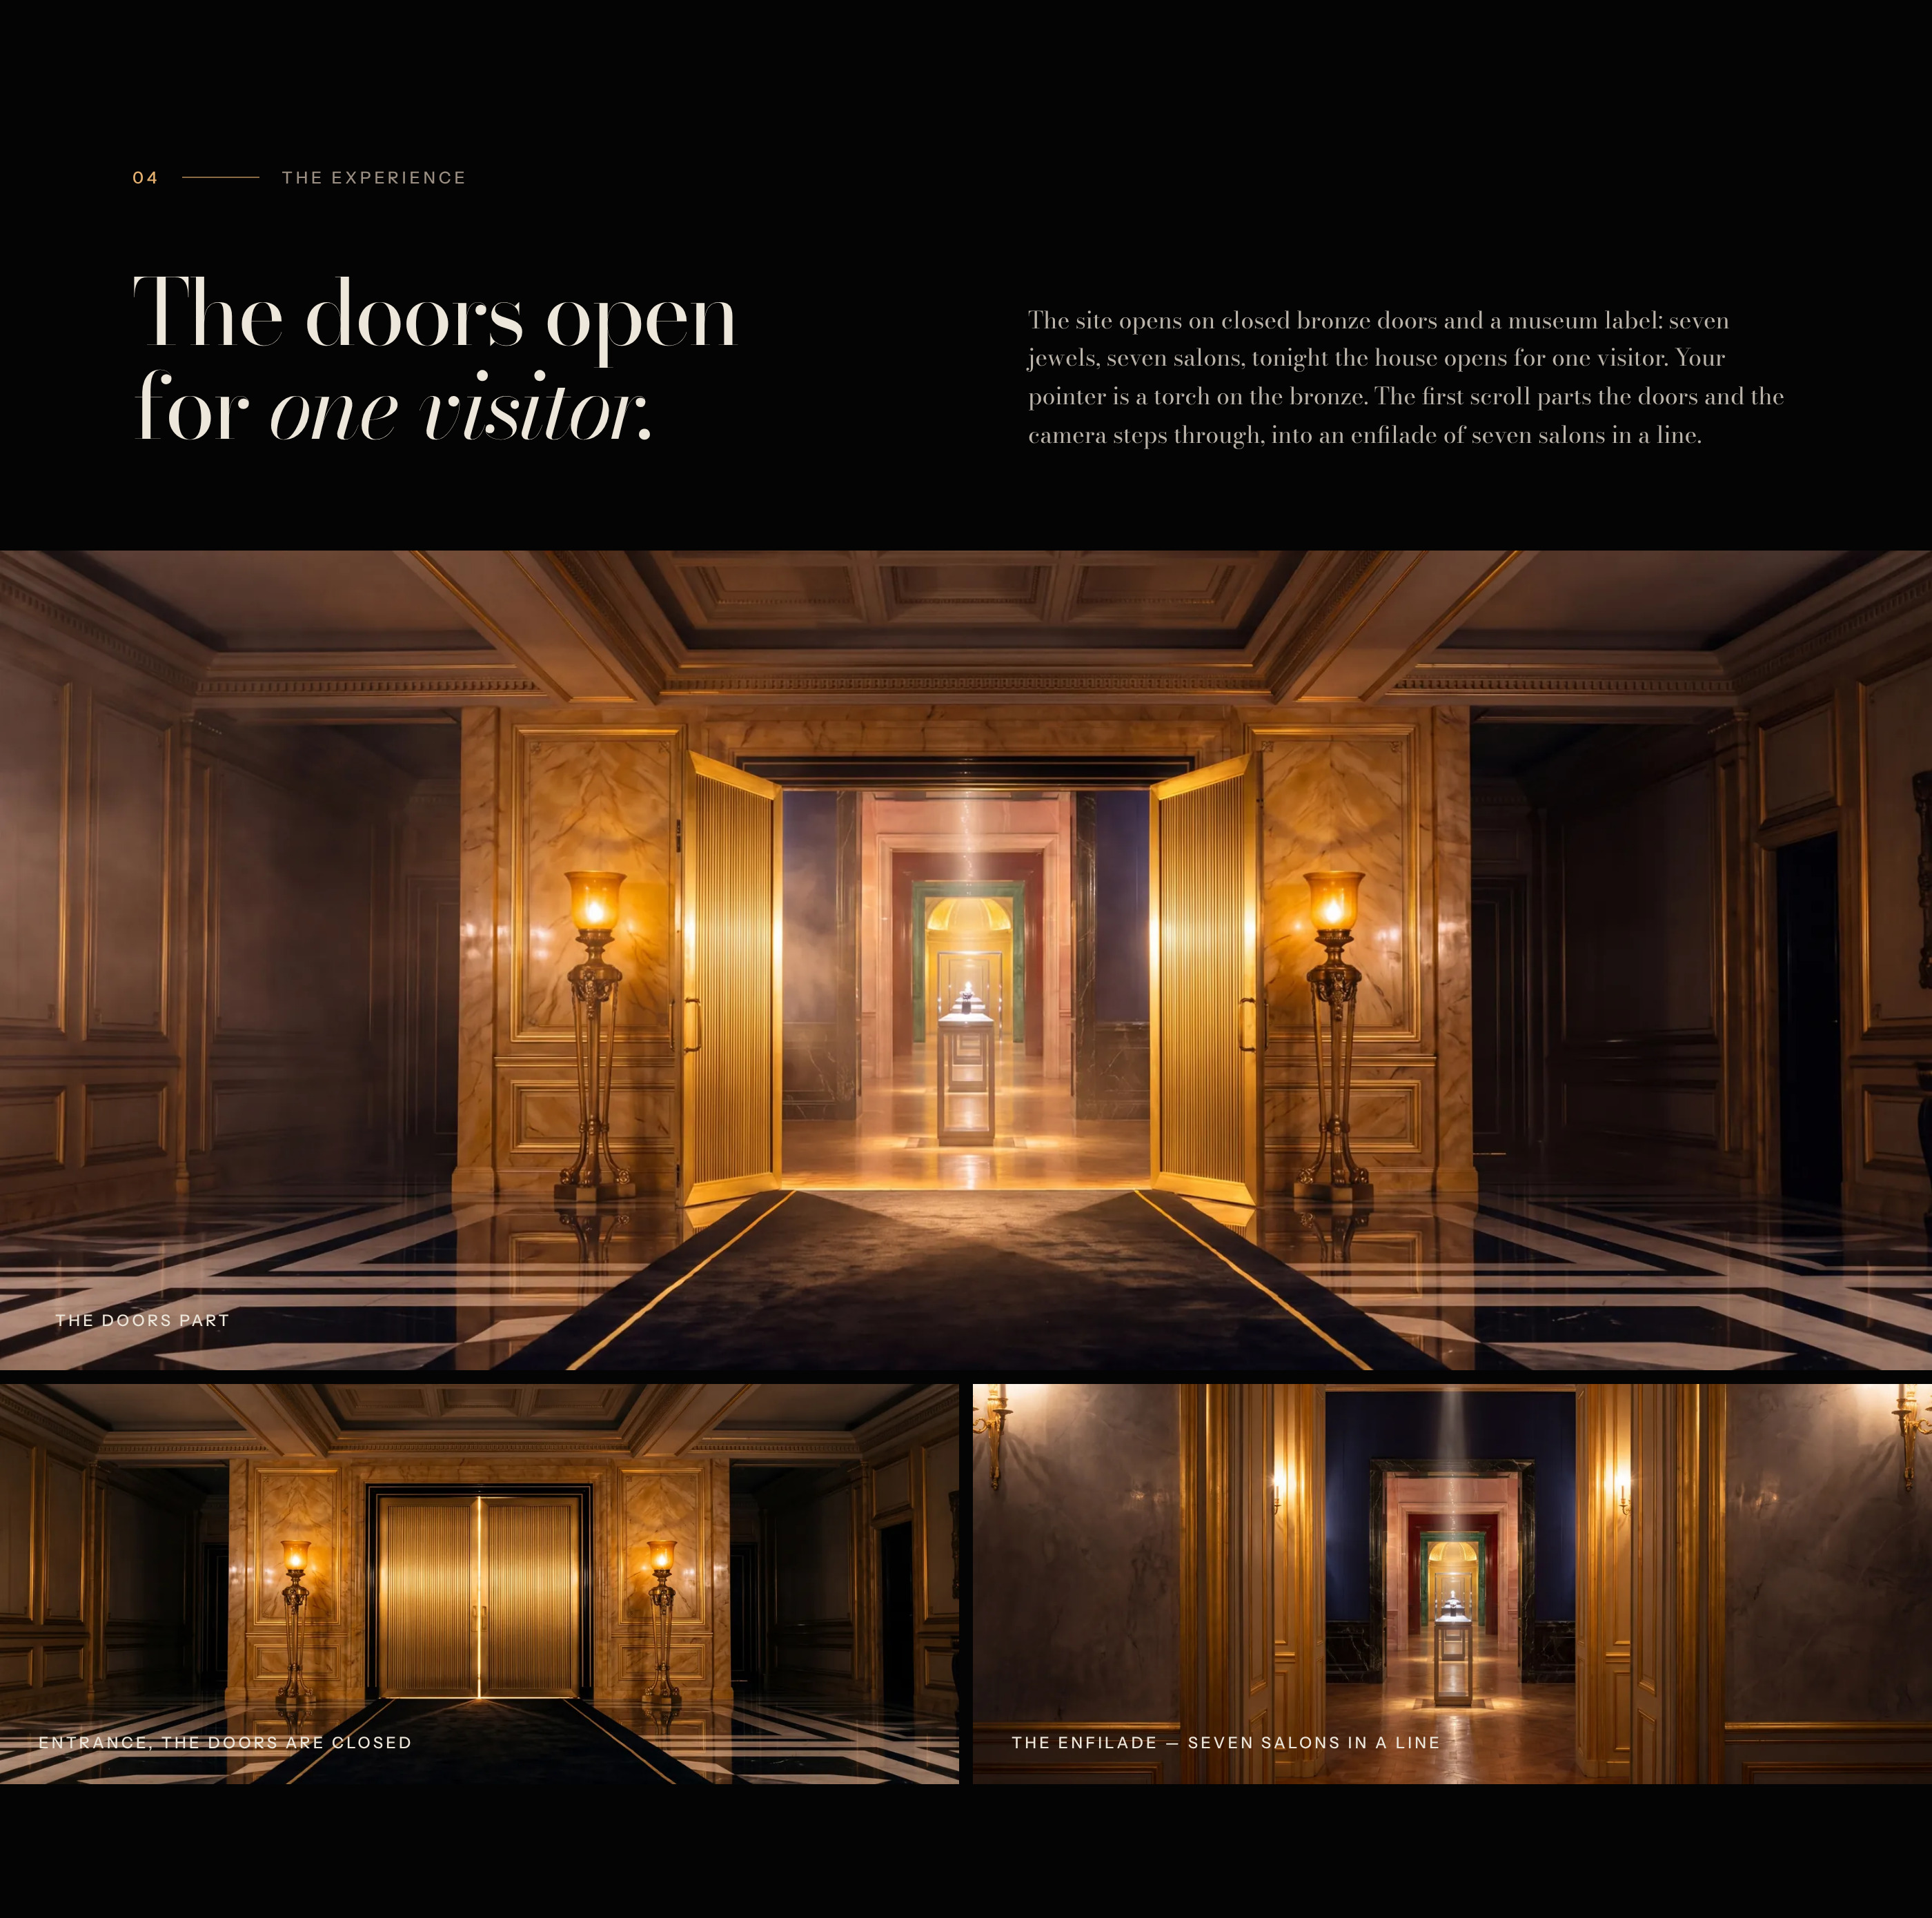 04 THE EXPERIENCE
The doors open
for one visitor.
The site opens on closed bronze doors and a museum label: seven
jewels, seven salons, tonight the house opens for one visitor. Your
pointer is a torch on the bronze. The first scroll parts the doors and the
camera steps through, into an enfilade of seven salons in a line.
THE DOORS PART
ENTRANCE, THE DOORS ARE CLOSED
THE ENFILADE — SEVEN SALONS IN A LINE